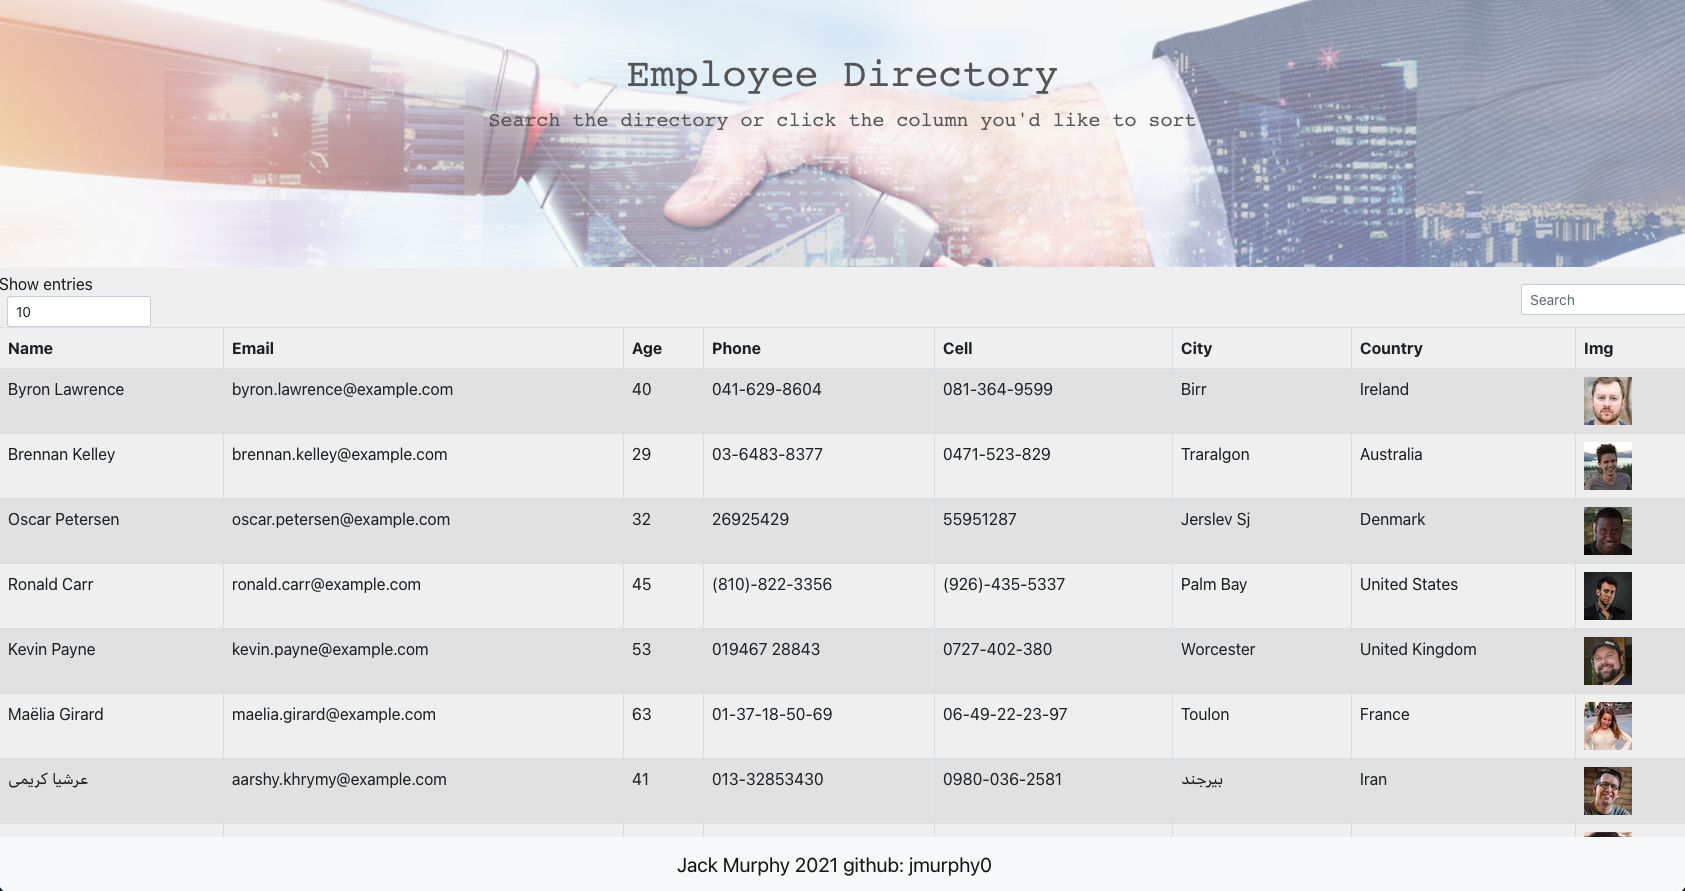 Employee Directory
Search the directory or click the column you'd like to sort
Show entries
10
Search
Name Email Age Phone Cell City Country Img
Byron Lawrence byron.lawrence@example.com 40 041-629-8604 081-364-9599 Birr Ireland
Brennan Kelley brennan.kelley@example.com 29 03-6483-8377 0471-523-829 Traralgon Australia
Oscar Petersen oscar.petersen@example.com 32 26925429 55951287 Jerslev Sj Denmark
Ronald Carr ronald.carr@example.com 45 (810)-822-3356 (926)-435-5337 Palm Bay United States
Kevin Payne kevin.payne@example.com 53 019467 28843 0727-402-380 Worcester United Kingdom
Maëlia Girard maelia.girard@example.com 63 01-37-18-50-69 06-49-22-23-97 Toulon France
عرشيا كريمى aarshy.khrymy@example.com 41 013-32853430 0980-036-2581 بیرجند Iran
Jack Murphy 2021 github: jmurphy0